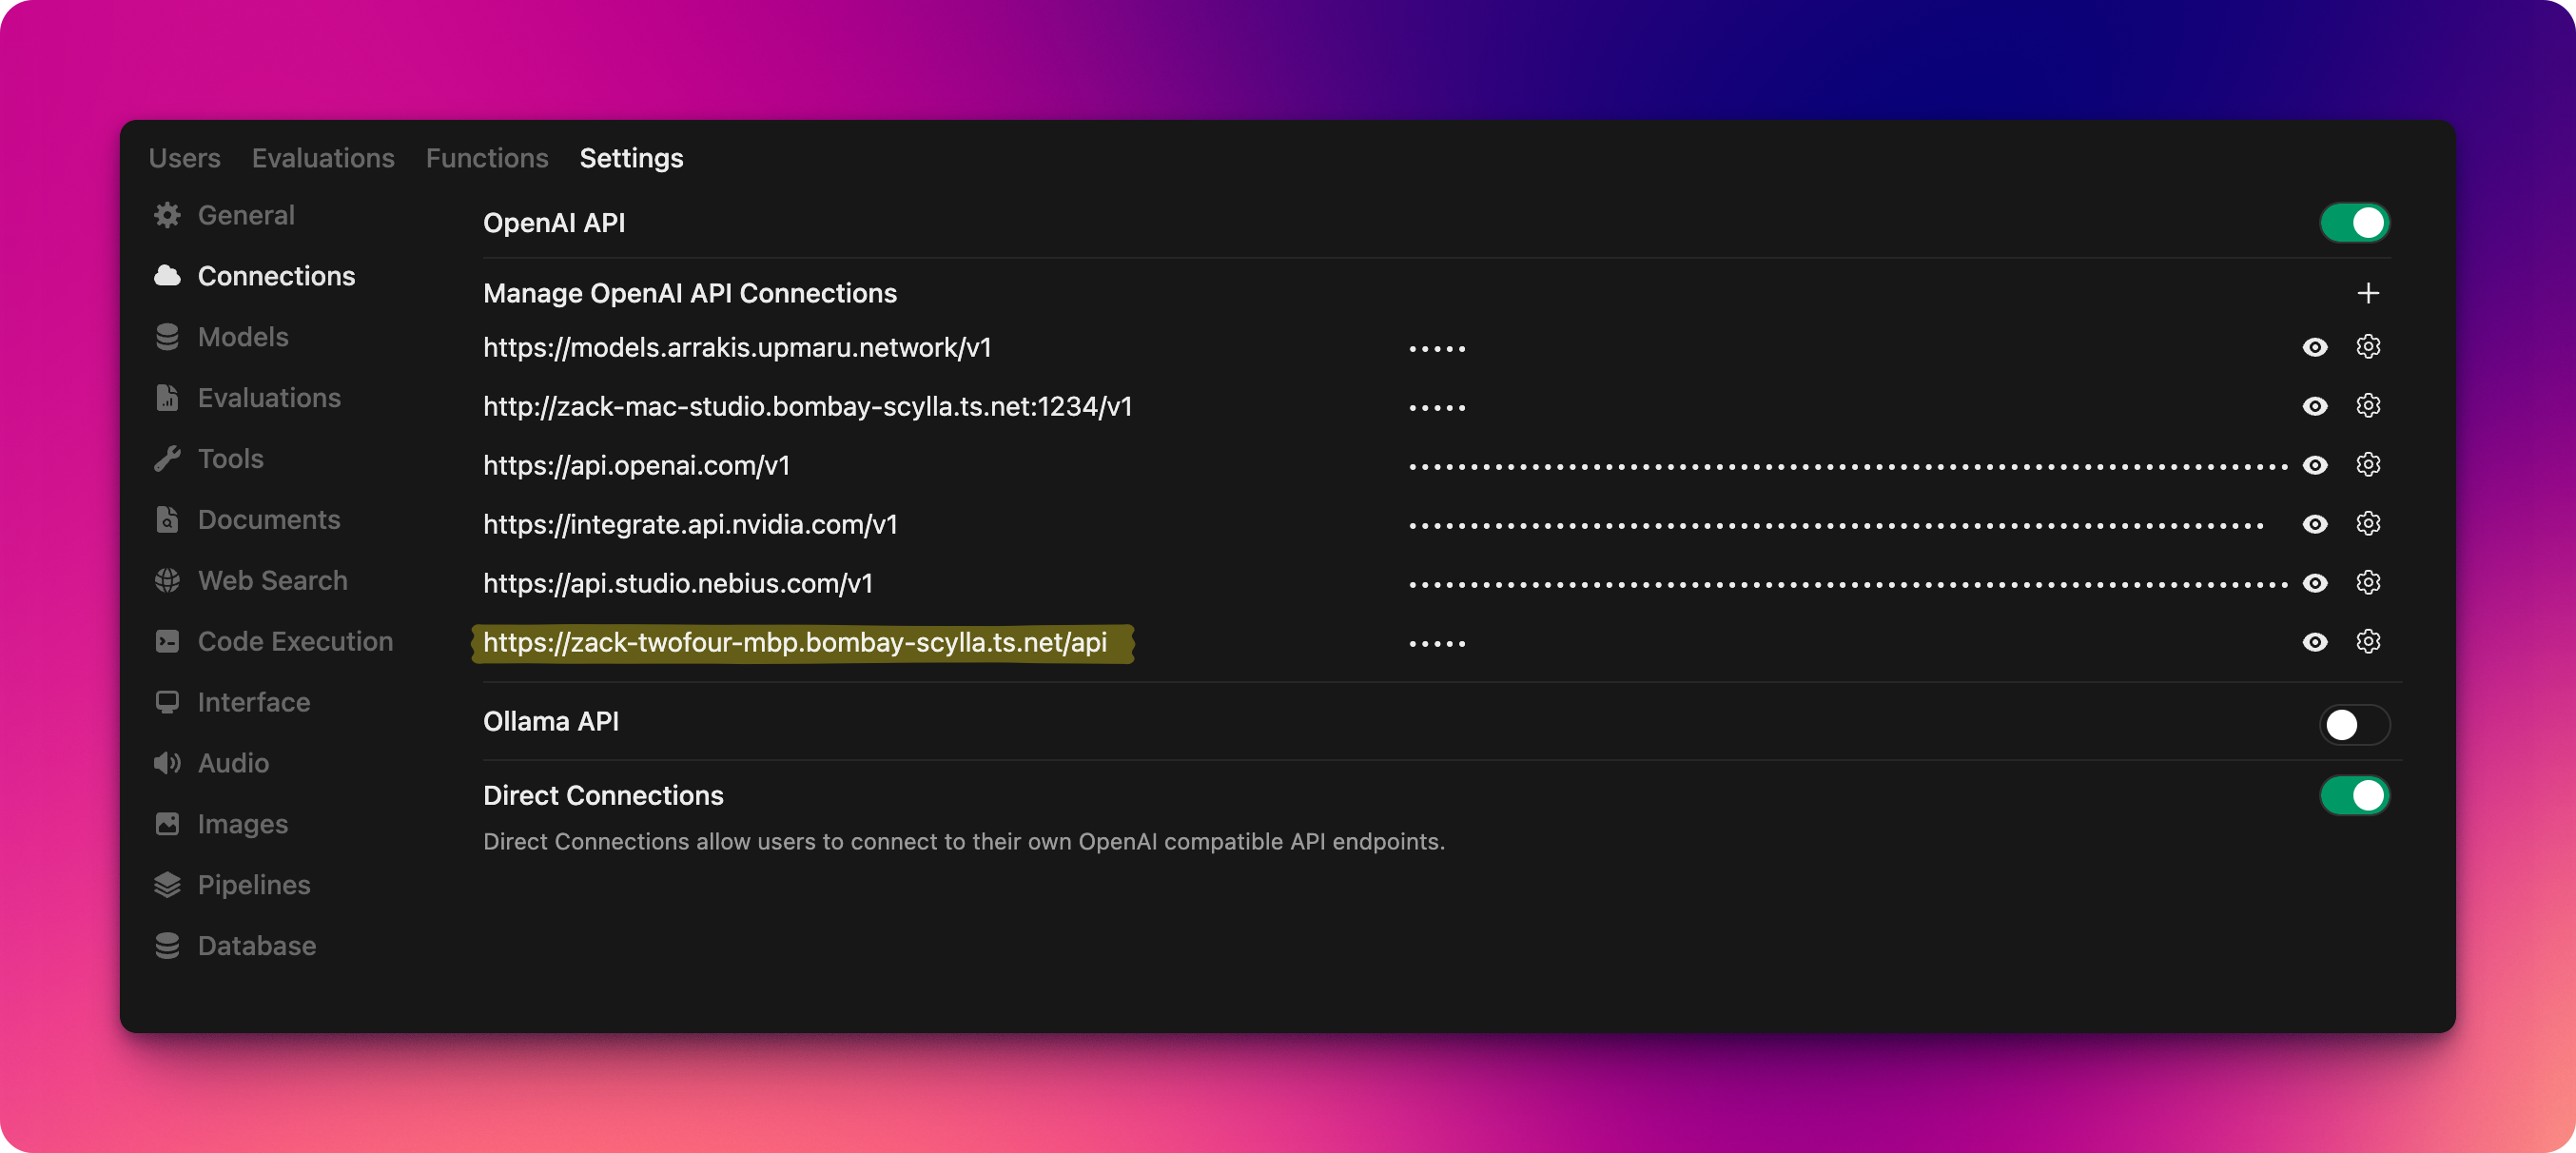 Users Evaluations Functions Settings
General
Connections
Models
Evaluations
Tools
Documents
Web Search
Code Execution
Interface
Audio
Images
Pipelines
Database
OpenAI API
Manage OpenAI API Connections
https://models.arrakis.upmaru.network/v1
http://zack-mac-studio.bombay-scylla.ts.net:1234/v1
https://api.openai.com/v1
https://integrate.api.nvidia.com/v1
https://api.studio.nebius.com/v1
https://zack-twofour-mbp.bombay-scylla.ts.net/api
Ollama API
Direct Connections
Direct Connections allow users to connect to their own OpenAI compatible API endpoints.